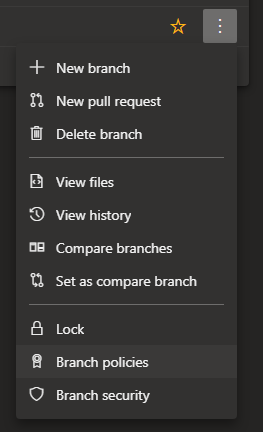 New branch
New pull request
Delete branch
View files
View history
Compare branches
Set as compare branch
Lock
Branch policies
Branch security